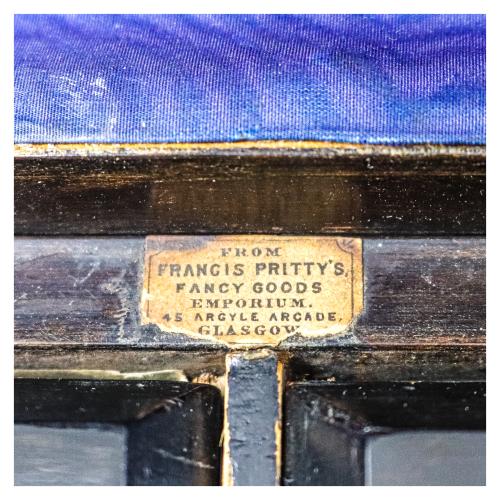 FROM
FRANCIS PRITTY'S,
FANCY GOODS
EMPORIUM.
45 ARGYLE ARCADE,
GLASGOW